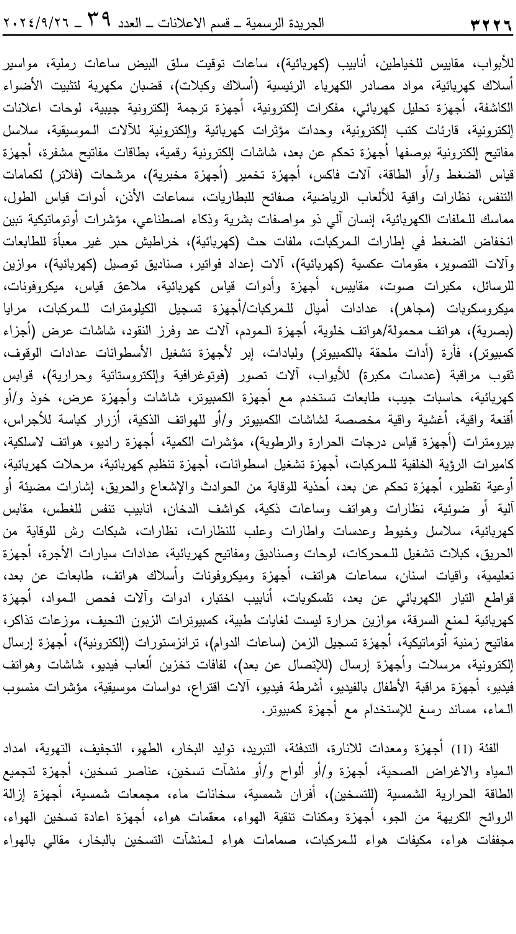 ٣٢٢٦ الجريدة الرسمية – قسم الاعلانات – العدد ٣٩ – ٢٠٢٤/٩/٢٦
للأبواب، مقاييس للخياطين، أنابيب (كهربائية)، ساعات توقيت سلق البيض ساعات رملية، مواسير
أسلاك كهربائية، مواد مصادر الكهرباء الرئيسية (أسلاك وكبلات)، قضبان مكهربة لتثبيت الأضواء
الكاشفة، أجهزة تحليل كهربائي، مفكرات إلكترونية، أجهزة ترجمة إلكترونية جيبية، لوحات اعلانات
إلكترونية، قارئات كتب إلكترونية، وحدات مؤثرات كهربائية وإلكترونية للآلات الموسيقية، سلاسل
مفاتيح إلكترونية بوصفها أجهزة تحكم عن بعد، شاشات إلكترونية رقمية، بطاقات مفاتيح مشفرة، أجهزة
قياس الضغط و/أو الطاقة، آلات فاكس، أجهزة تخمير (أجهزة مخبرية)، مرشحات (فلاتر) لكمامات
التنفس، نظارات واقية للألعاب الرياضية، صفائح للبطاريات، سماعات الأذن، أدوات قياس الطول،
مماسك للملفات الكهربائية، إنسان آلي ذو مواصفات بشرية وذكاء اصطناعي، مؤشرات أوتوماتيكية تبين
انخفاض الضغط في إطارات المركبات، ملفات حث (كهربائية)، خراطيش حبر غير معبأة للطابعات
وآلات التصوير، مقومات عكسية (كهربائية)، آلات إعداد فواتير، صناديق توصيل (كهربائية)، موازين
للرسائل، مكبرات صوت، مقاييس، أجهزة وأدوات قياس كهربائية، ملاعق قياس، ميكروفونات،
ميكروسكوبات (مجاهر)، عدادات أميال للمركبات/أجهزة تسجيل الكيلومترات للمركبات، مرايا
(بصرية)، هواتف محمولة/هواتف خلوية، أجهزة المودم، آلات عد وفرز النقود، شاشات عرض (أجزاء
كمبيوتر)، فأرة (أدات ملحقة بالكمبيوتر) ولبادات، إبر لأجهزة تشغيل الأسطوانات عدادات الوقوف،
ثقوب مراقبة (عدسات مكبرة) للأبواب، آلات تصور (فوتوغرافية وإلكتروستاتية وحرارية)، قوابس
كهربائية، حاسبات جيب، طابعات تستخدم مع أجهزة الكمبيوتر، شاشات وأجهزة عرض، خوذ و/أو
أقنعة واقية، أغشية واقية مخصصة لشاشات الكمبيوتر و/أو للهواتف الذكية، أزرار كباسة للأجراس،
بيرومترات (أجهزة قياس درجات الحرارة والرطوبة)، مؤشرات الكمية، أجهزة راديو، هواتف لاسلكية،
كاميرات الرؤية الخلفية للمركبات، أجهزة تشغيل اسطوانات، أجهزة تنظيم كهربائية، مرحلات كهربائية،
أوعية تقطير، أجهزة تحكم عن بعد، أحذية للوقاية من الحوادث والإشعاع والحريق، إشارات مضيئة أو
آلية أو ضوئية، نظارات وهواتف وساعات ذكية، كواشف الدخان، انابيب تنفس للغطس، مقابس
كهربائية، سلاسل وخيوط وعدسات واطارات وعلب للنظارات، نظارات، شبكات رش للوقاية من
الحريق، كبلات تشغيل للمحركات، لوحات وصناديق ومفاتيح كهربائية، عدادات سيارات الأجرة، أجهزة
تعليمية، واقيات اسنان، سماعات هواتف، أجهزة وميكروفونات وأسلاك هواتف، طابعات عن بعد،
قواطع التيار الكهربائي عن بعد، تلسكوبات، أنابيب اختبار، ادوات وآلات فحص المواد، أجهزة
كهربائية لمنع السرقة، موازين حرارة ليست لغايات طبية، كمبيوترات الزبون النحيف، موزعات تذاكر،
مفاتيح زمنية أتوماتيكية، أجهزة تسجيل الزمن (ساعات الدوام)، ترانزستورات (إلكترونية)، أجهزة إرسال
إلكترونية، مرسلات وأجهزة إرسال (للإتصال عن بعد)، لفافات تخزين ألعاب فيديو، شاشات وهواتف
فيديو، أجهزة مراقبة الأطفال بالفيديو، أشرطة فيديو، آلات اقتراع، دواسات موسيقية، مؤشرات منسوب
الماء، مساند رسغ للإستخدام مع أجهزة كمبيوتر.
الفئة (11) أجهزة ومعدات للانارة، التدفئة، التبريد، توليد البخار، الطهو، التجفيف، التهوية، امداد
المياه والاغراض الصحية، أجهزة و/أو ألواح و/أو منشآت تسخين، عناصر تسخين، أجهزة لتجميع
الطاقة الحرارية الشمسية (للتسخين)، أفران شمسية، سخانات ماء، مجمعات شمسية، أجهزة إزالة
الروائح الكريهة من الجو، أجهزة ومكنات تنقية الهواء، معقمات هواء، أجهزة اعادة تسخين الهواء،
مجففات هواء، مكيفات هواء للمركبات، صمامات هواء لمنشآت التسخين بالبخار، مقالي بالهواء